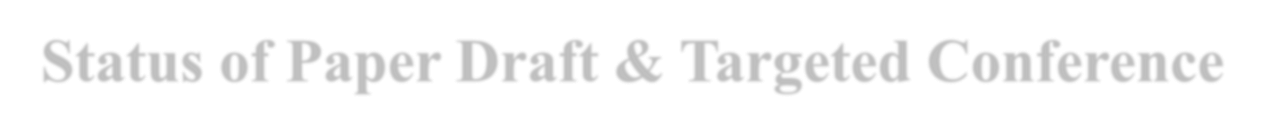 Status of Paper Draft & Targeted Conference